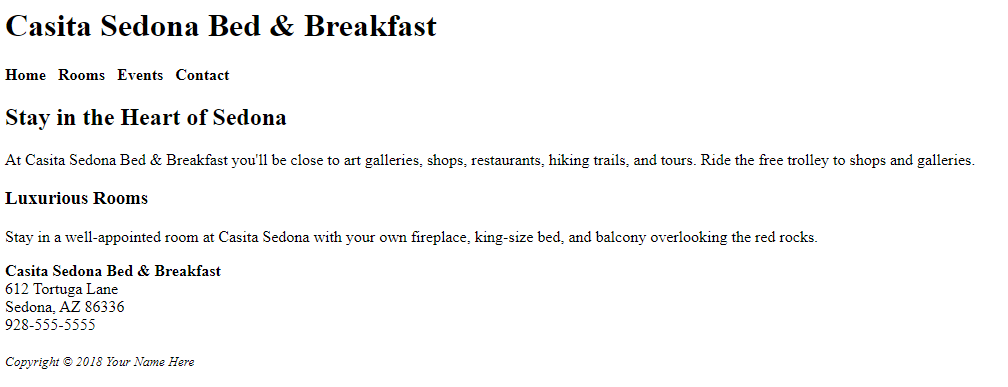 Casita Sedona Bed & Breakfast
Home Rooms Events Contact
Stay in the Heart of Sedona
At Casita Sedona Bed & Breakfast you'll be close to art galleries, shops, restaurants, hiking trails, and tours. Ride the free trolley to shops and galleries.
Luxurious Rooms
Stay in a well-appointed room at Casita Sedona with your own fireplace, king-size bed, and balcony overlooking the red rocks.
Casita Sedona Bed & Breakfast
612 Tortuga Lane
Sedona, AZ 86336
928-555-5555
Copyright © 2018 Your Name Here